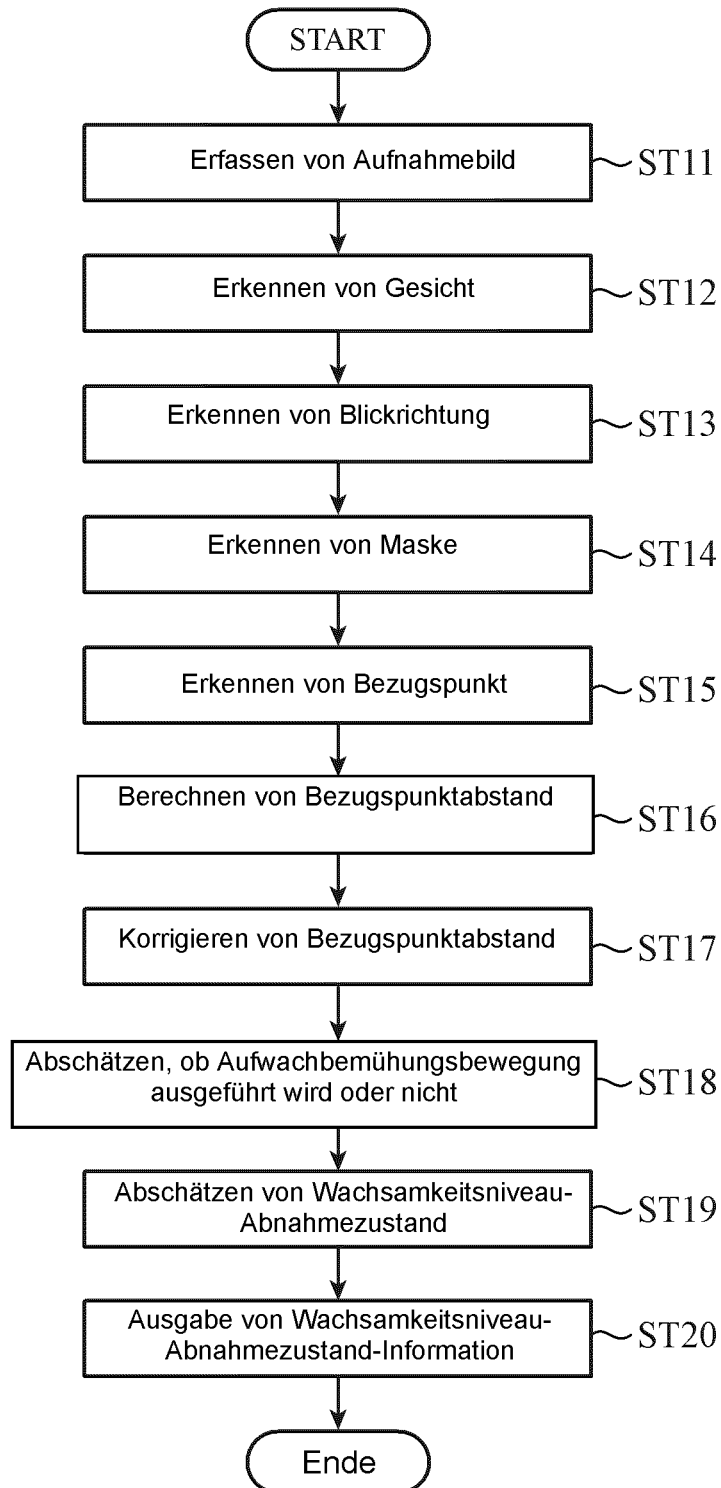 START
Erfassen von Aufnahmebild
ST11
Erkennen von Gesicht
ST12
Erkennen von Blickrichtung
ST13
Erkennen von Maske
ST14
Erkennen von Bezugspunkt
ST15
Berechnen von Bezugspunktabstand
ST16
Korrigieren von Bezugspunktabstand
ST17
Abschätzen, ob Aufwachbemühungsbewegung
ausgeführt wird oder nicht
ST18
Abschätzen von Wachsamkeitsniveau-
Abnahmezustand
ST19
Ausgabe von Wachsamkeitsniveau-
Abnahmezustand-Information
ST20
Ende